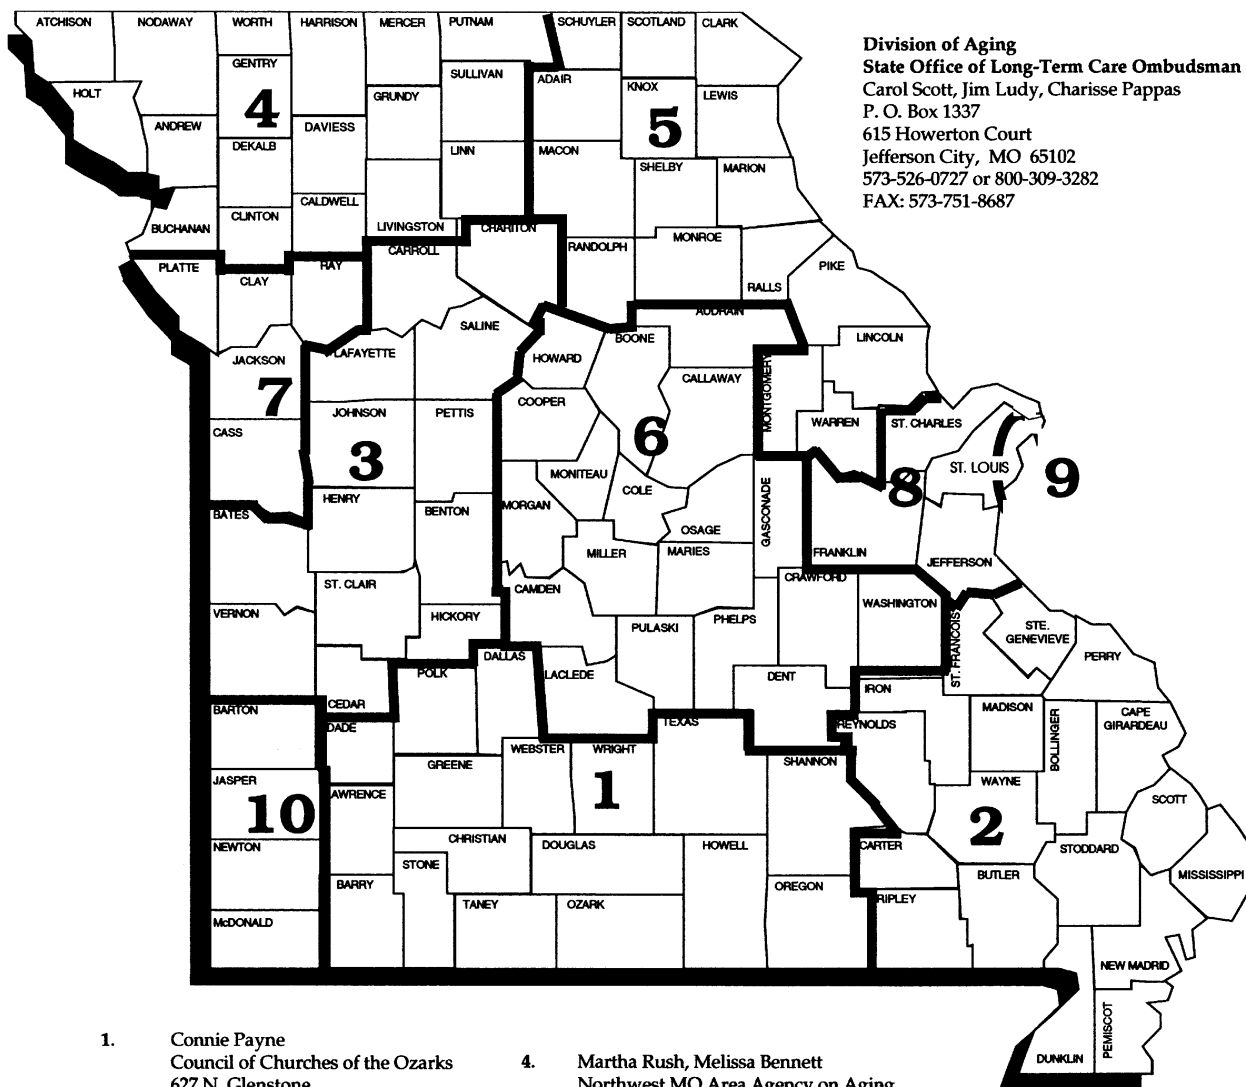 ATCHISON
NODAWAY
WORTH
HARRISON
MERCER
PUTNAM
SCHUYLER
SCOTLAND
CLARK
Division of Aging
State Office of Long-Term Care Ombudsman
Carol Scott, Jim Ludy, Charisse Pappas
P. O. Box 1337
615 Howerton Court
Jefferson City, MO 65102
573-526-0727 or 800-309-3282
FAX: 573-751-8687
GENTRY
SULLIVAN
ADAIR
HOLT
4
GRUNDY
KNOX
LEWIS
5
ANDREW
DAVIESS
DEKALB
LINN
MACON
SHELBY
MARION
CALDWELL
CLINTON
BUCHANAN
LIVINGSTON
CHARITON
RANDOLPH
MONROE
CARROLL
PLATTE
RAY
CLAY
PIKE
RALLS
AUDRAIN
SALINE
BOONE
LINCOLN
JACKSON
LAFAYETTE
HOWARD
CALLAWAY
MONTGOMERY
7
JOHNSON
PETTIS
COOPER
WARREN
ST. CHARLES
CASS
3
6
ST. LOUIS
MONITEAU
8
9
HENRY
COLE
BATES
BENTON
MORGAN
GASCONADE
OSAGE
MILLER
MARIES
FRANKLIN
JEFFERSON
ST. CLAIR
CAMDEN
CRAWFORD
WASHINGTON
VERNON
HICKORY
PULASKI
PHELPS
ST. FRANCOIS
STE.
GENEVIEVE
DALLAS
PERRY
POLK
LACLEDE
DENT
IRON
CEDAR
BARTON
DADE
TEXAS
REYNOLDS
MADISON
BOLLINGER
CAPE
GIRARDEAU
WEBSTER
WRIGHT
SHANNON
GREENE
JASPER
WAYNE
10
LAWRENCE
1
2
SCOTT
NEWTON
CHRISTIAN
DOUGLAS
HOWELL
CARTER
STODDARD
STONE
BUTLER
MISSISSIPPI
BARRY
OREGON
McDONALD
TANEY
OZARK
RIPLEY
NEW MADRID
PEMISCOT
DUNKLIN
1. Connie Payne
Council of Churches of the Ozarks
627 N. Glenstone
4. Martha Rush, Melissa Bennett
Northwest MO Area Agency on Aging